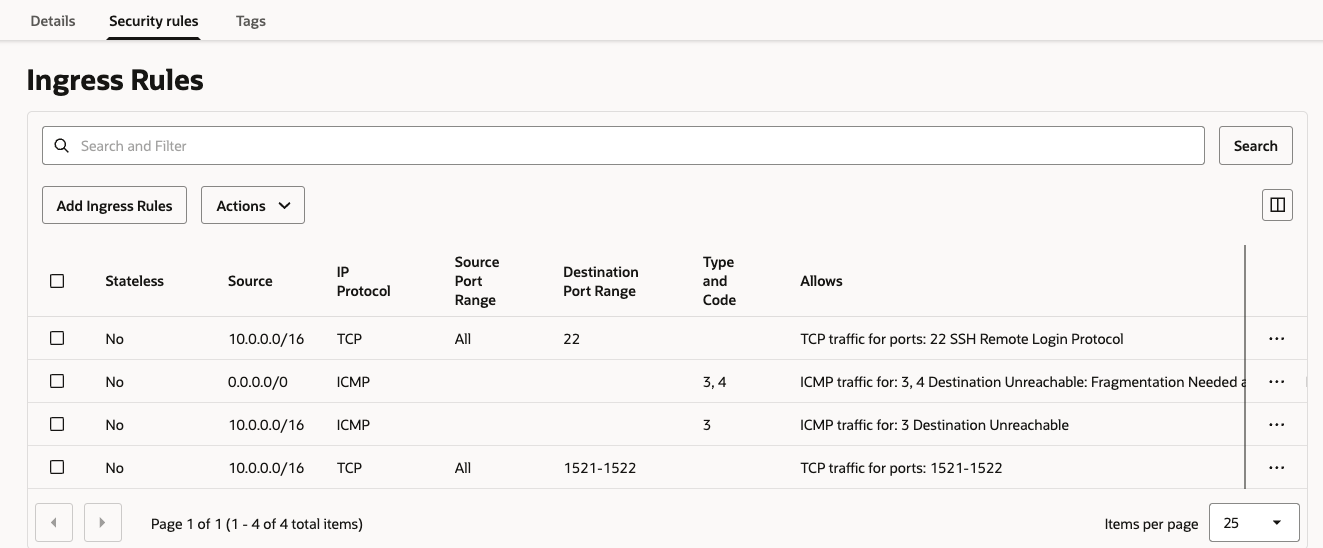 Details Security rules Tags
Ingress Rules
Search and Filter Search
Add Ingress Rules Actions
Stateless Source IP Protocol Source Port Range Destination Port Range Type and Code Allows
No 10.0.0.0/16 TCP All 22 TCP traffic for ports: 22 SSH Remote Login Protocol
No 0.0.0.0/0 ICMP 3, 4 ICMP traffic for: 3, 4 Destination Unreachable: Fragmentation Needed
No 10.0.0.0/16 ICMP 3 ICMP traffic for: 3 Destination Unreachable
No 10.0.0.0/16 TCP All 1521-1522 TCP traffic for ports: 1521-1522
Page 1 of 1 (1 - 4 of 4 total items) Items per page 25